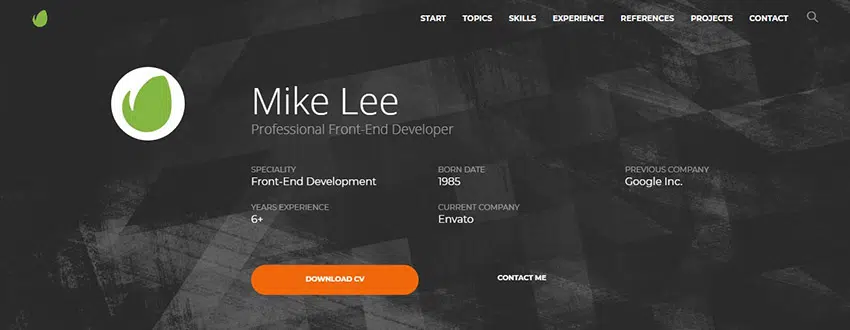 START TOPICS SKILLS EXPERIENCE REFERENCES PROJECTS CONTACT
Mike Lee
Professional Front-End Developer
SPECIALITY BORN DATE PREVIOUS COMPANY
Front-End Development 1985 Google Inc.
YEARS EXPERIENCE CURRENT COMPANY
6+ Envato
DOWNLOAD CV CONTACT ME